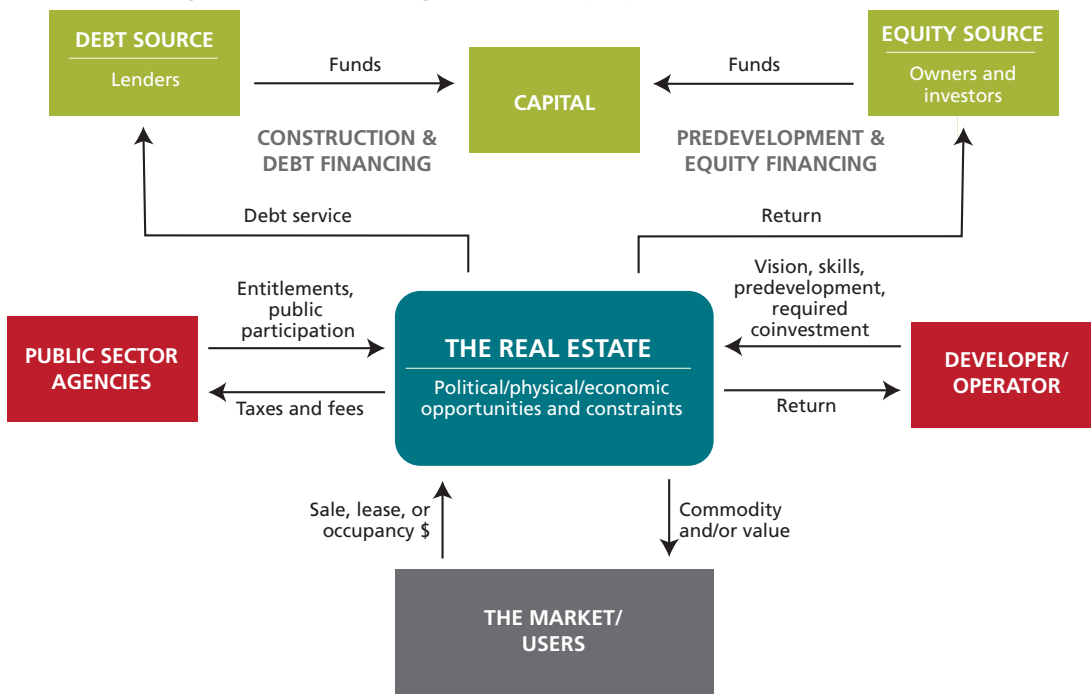 DEBT SOURCE
Lenders
Funds
CAPITAL
Funds
EQUITY SOURCE
Owners and
investors
CONSTRUCTION &
DEBT FINANCING
PREDEVELOPMENT &
EQUITY FINANCING
Debt service
Return
Entitlements,
public
participation
Vision, skills,
predevelopment,
required
coinvestment
PUBLIC SECTOR
AGENCIES
THE REAL ESTATE
Political/physical/economic
opportunities and constraints
DEVELOPER/
OPERATOR
Taxes and fees
Return
Sale, lease, or
occupancy $
Commodity
and/or value
THE MARKET/
USERS